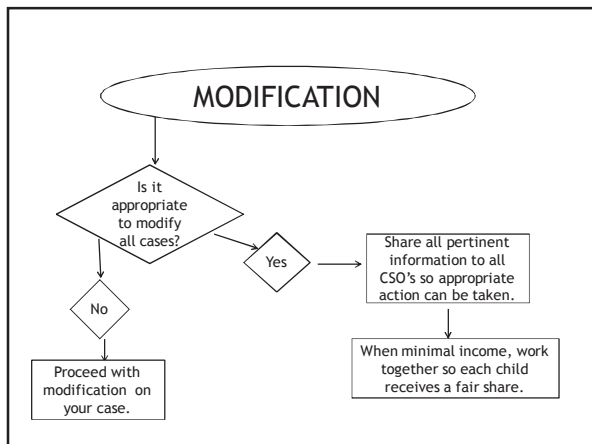 MODIFICATION
Is it
appropriate
to modify
all cases?
Yes
No
Share all pertinent
information to all
CSO's so appropriate
action can be taken.
When minimal income, work
together so each child
receives a fair share.
Proceed with
modification on
your case.